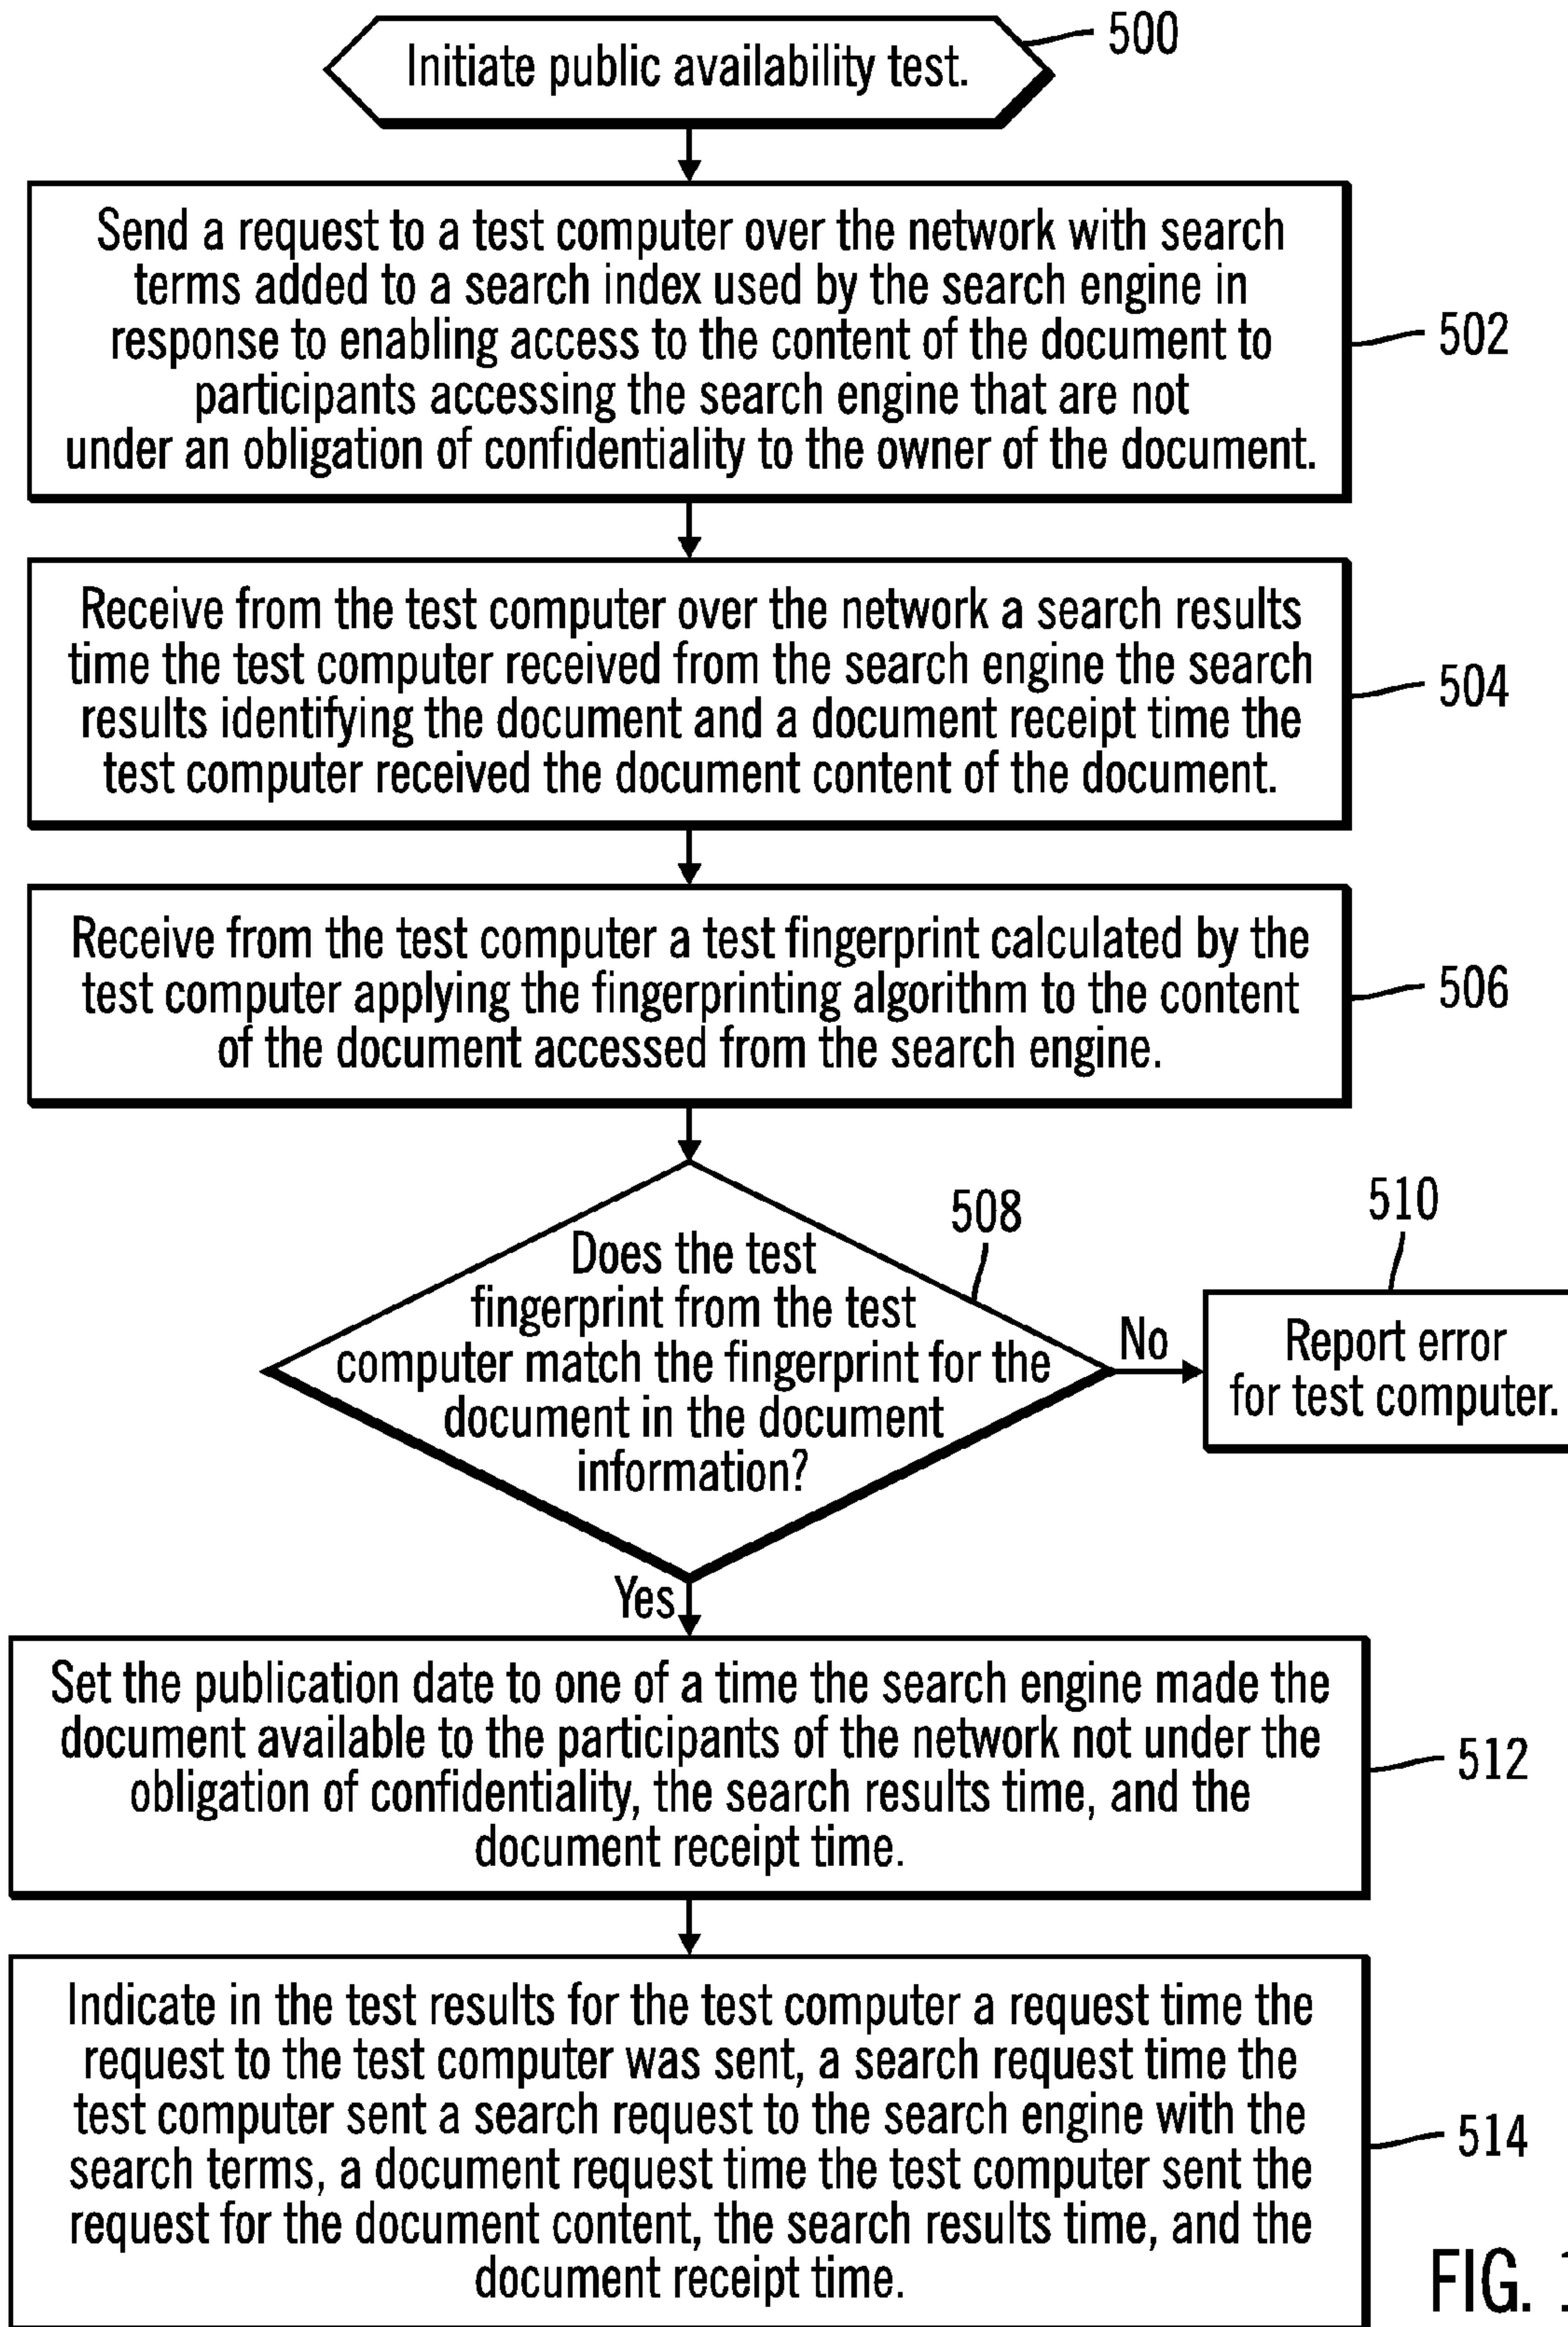 Initiate public availability test.
500
Send a request to a test computer over the network with search
terms added to a search index used by the search engine in
response to enabling access to the content of the document to
participants accessing the search engine that are not
under an obligation of confidentiality to the owner of the document.
502
Receive from the test computer over the network a search results
time the test computer received from the search engine the search
results identifying the document and a document receipt time the
test computer received the document content of the document.
504
Receive from the test computer a test fingerprint calculated by the
test computer applying the fingerprinting algorithm to the content
of the document accessed from the search engine.
506
508
Does the test
fingerprint from the test
computer match the fingerprint for the
document in the document
information?
No
510
Report error
for test computer.
Yes
Set the publication date to one of a time the search engine made the
document available to the participants of the network not under the
obligation of confidentiality, the search results time, and the
document receipt time.
512
Indicate in the test results for the test computer a request time the
request to the test computer was sent, a search request time the
test computer sent a search request to the search engine with the
search terms, a document request time the test computer sent the
request for the document content, the search results time, and the
document receipt time.
514
FIG.